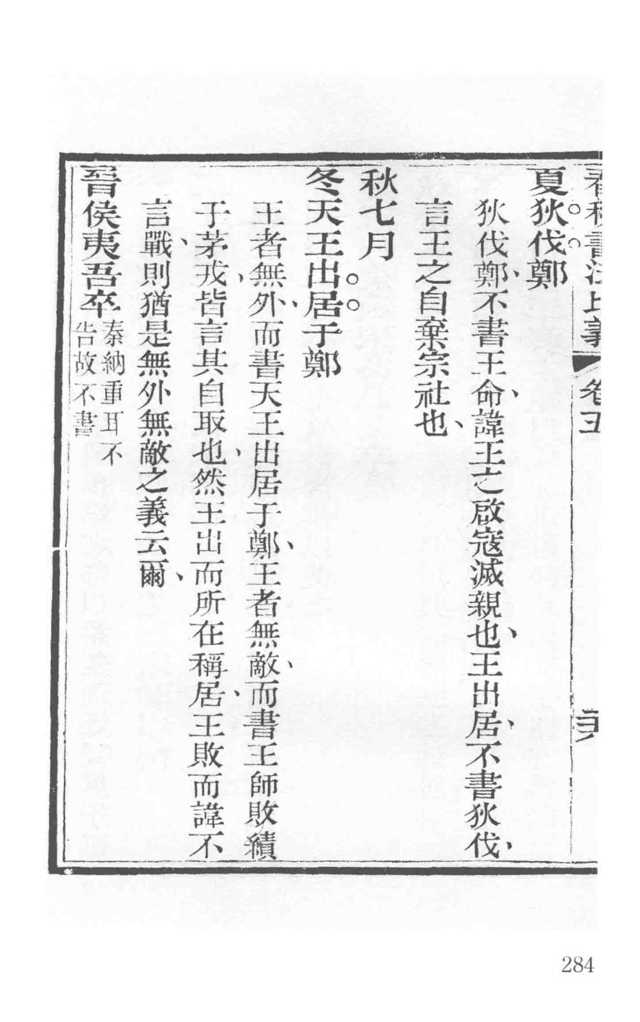 夏狄伐鄭
狄伐鄭、不書王命、諱王之啟寇滅親也、王出居、不書狄伐、
言王之自棄宗社也、
秋七月
冬天王出居于鄭
王者無外、而書天王出居于鄭、王者無敵、而書王師敗績
于茅戎、皆言其自取也、然王出而所在稱居、王敗而諱不
言戰、則猶是無外無敵之義云爾、
晉侯夷吾卒秦納重耳不
告故不書
卷五
284